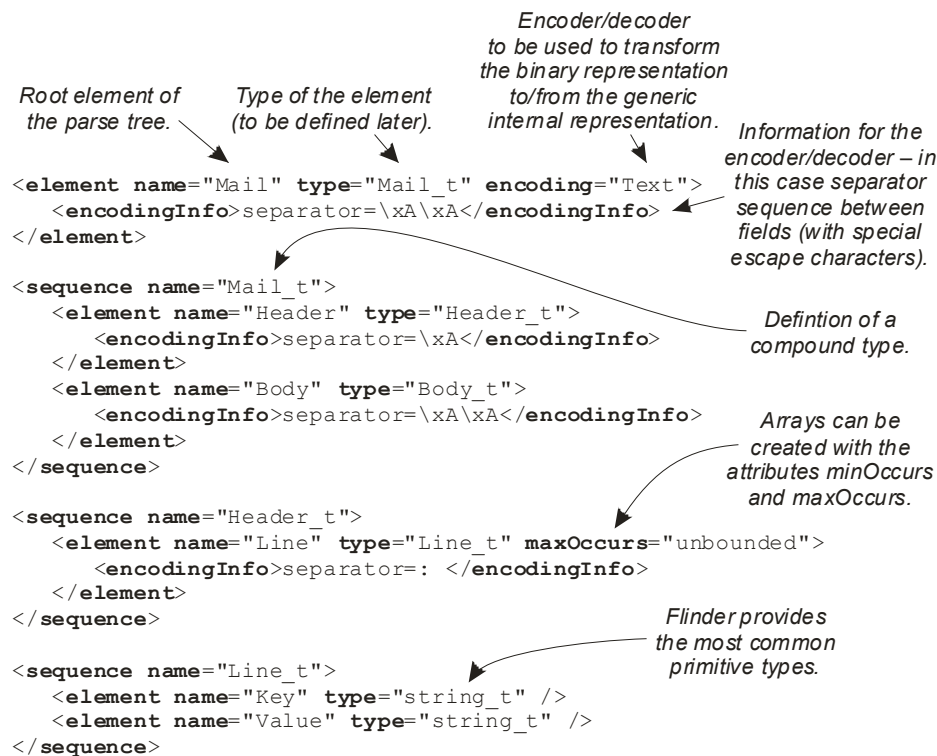 Encoder/decoder
to be used to transform
the binary representation
to/from the generic
internal representation.
Root element of
the parse tree.
Type of the element
(to be defined later).
Information for the
encoder/decoder – in
this case separator
sequence between
fields (with special
escape characters).
<element name="Mail" type="Mail_t" encoding="Text">
   <encodingInfo>separator=\xA\xA</encodingInfo>
</element>
<sequence name="Mail_t">
   <element name="Header" type="Header_t">
      <encodingInfo>separator=\xA</encodingInfo>
   </element>
   <element name="Body" type="Body_t">
      <encodingInfo>separator=\xA\xA</encodingInfo>
   </element>
</sequence>
Defintion of a
compound type.
Arrays can be
created with the
attributes minOccurs
and maxOccurs.
<sequence name="Header_t">
   <element name="Line" type="Line_t" maxOccurs="unbounded">
      <encodingInfo>separator=: </encodingInfo>
   </element>
</sequence>
Flinder provides
the most common
primitive types.
<sequence name="Line_t">
   <element name="Key" type="string_t" />
   <element name="Value" type="string_t" />
</sequence>